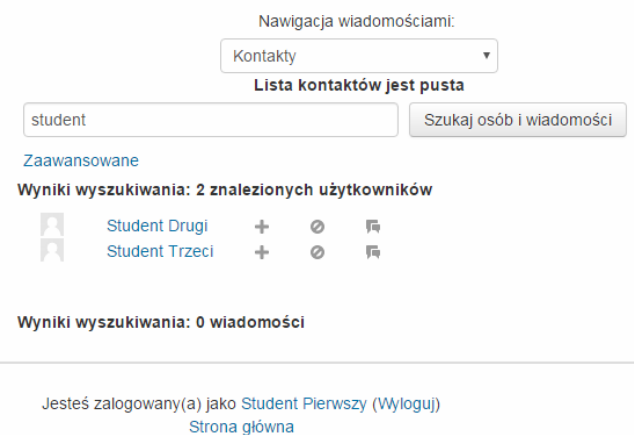 Nawigacja wiadomościami:
Kontakty
Lista kontaktów jest pusta
student
Szukaj osób i wiadomości
Zaawansowane
Wyniki wyszukiwania: 2 znalezionych użytkowników
Student Drugi
Student Trzeci
Wyniki wyszukiwania: 0 wiadomości
Jesteś zalogowany(a) jako Student Pierwszy (Wyloguj)
Strona główna